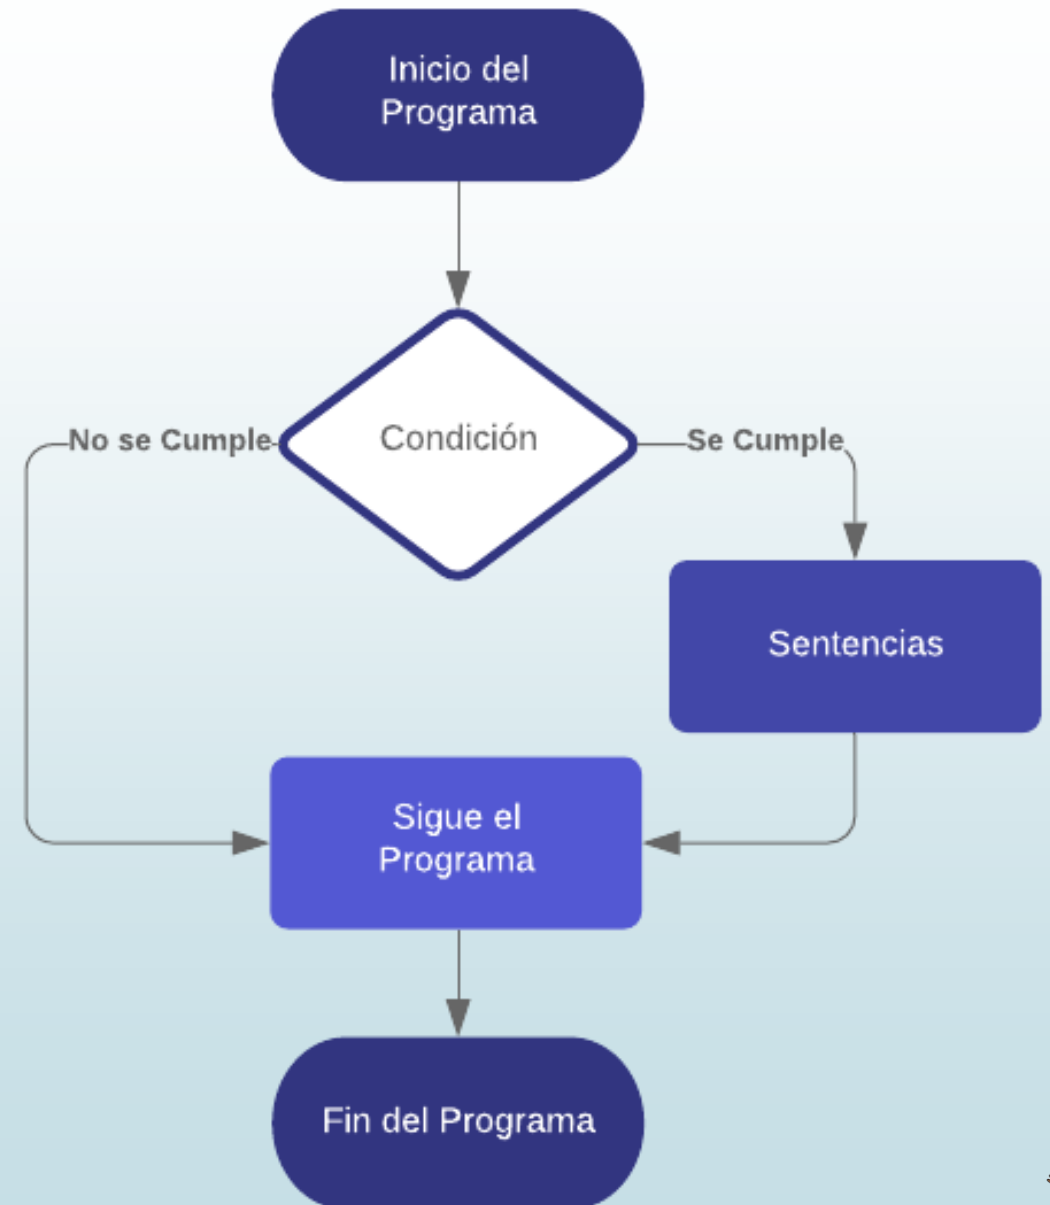 Inicio del
Programa
Condición
No se Cumple
Se Cumple
Sentencias
Sigue el
Programa
Fin del Programa